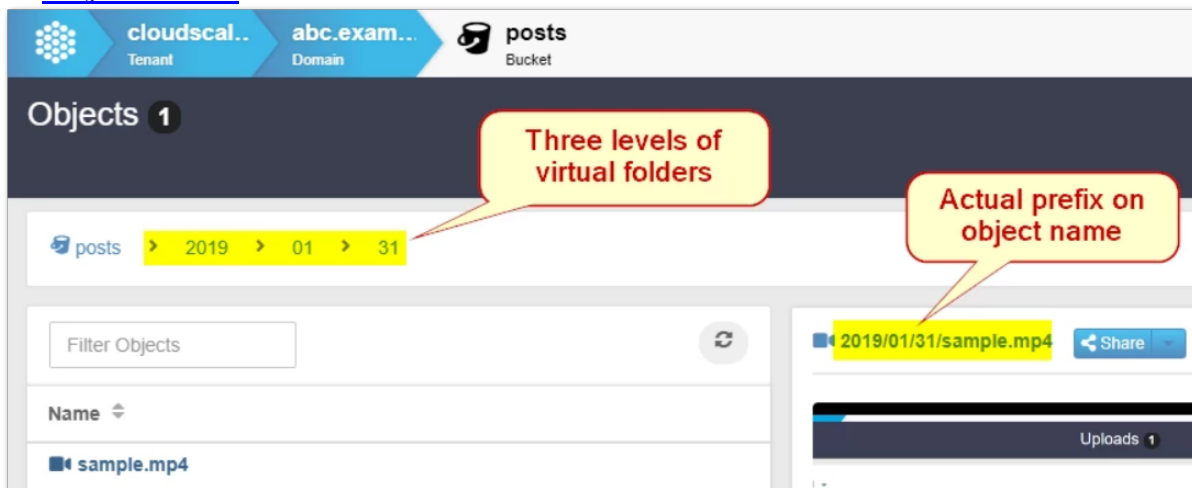 cloudscal..
Tenant
abc.exam...
Domain
posts
Bucket
Objects 1
Three levels of
virtual folders
Actual prefix on
object name
posts > 2019 > 01 > 31
Filter Objects
2019/01/31/sample.mp4
Share
Name
Uploads 1
sample.mp4